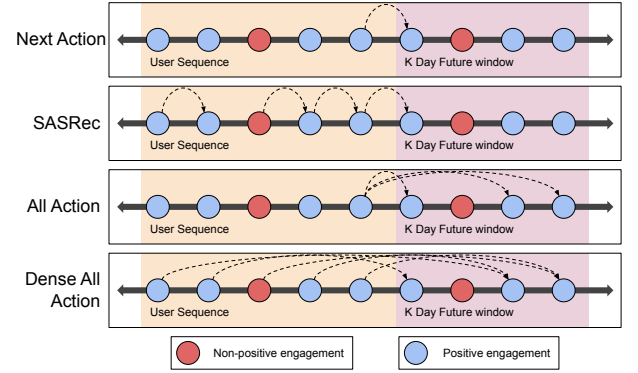 Next Action
User Sequence
K Day Future window
SASRec
User Sequence
K Day Future window
All Action
User Sequence
K Day Future window
Dense All
Action
User Sequence
K Day Future window
Non-positive engagement
Positive engagement